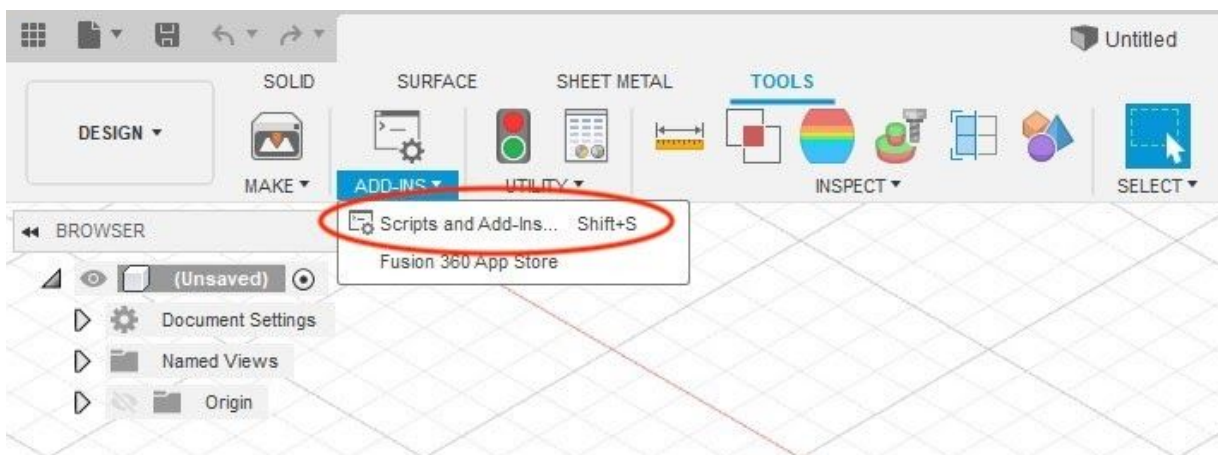 Untitled
SOLID SURFACE SHEET METAL TOOLS
DESIGN
MAKE ADD-INS UTILITY INSPECT SELECT
BROWSER
Scripts and Add-Ins... Shift+S
Fusion 360 App Store
(Unsaved)
Document Settings
Named Views
Origin